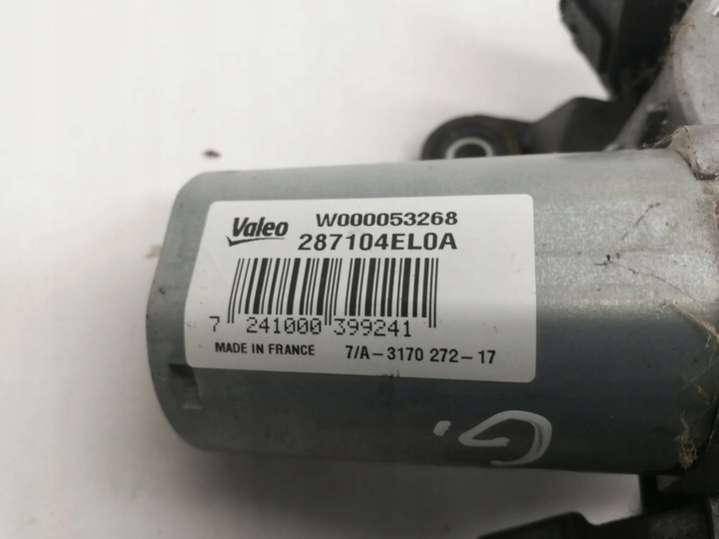 Valeo W000053268
287104EL0A
7 241000 399241
MADE IN FRANCE 7/A-3170 272-17
G.